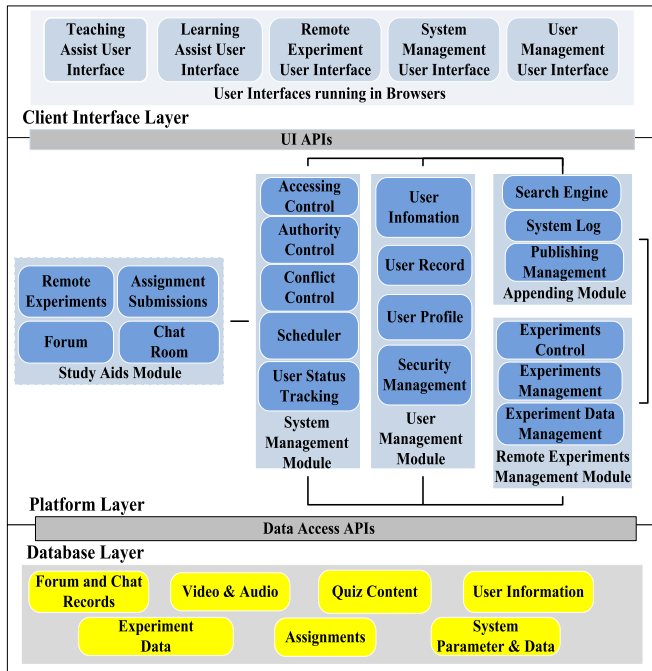 Teaching
Assist User
Interface
Learning
Assist User
Interface
Remote
Experiment
User Interface
System
Management
User Interface
User
Management
User Interface
User Interfaces running in Browsers
Client Interface Layer
UI APIs
Remote
Experiments
Assignment
Submissions
Forum
Chat
Room
Study Aids Module
Accessing
Control
Authority
Control
Conflict
Control
Scheduler
User Status
Tracking
System
Management
Module
User
Infomation
User Record
User Profile
Security
Management
User
Management
Module
Search Engine
System Log
Publishing
Management
Appending Module
Experiments
Control
Experiments
Management
Experiment Data
Management
Remote Experiments
Management Module
Platform Layer
Data Access APIs
Database Layer
Forum and Chat
Records
Video & Audio
Quiz Content
User Information
Experiment
Data
Assignments
System
Parameter & Data